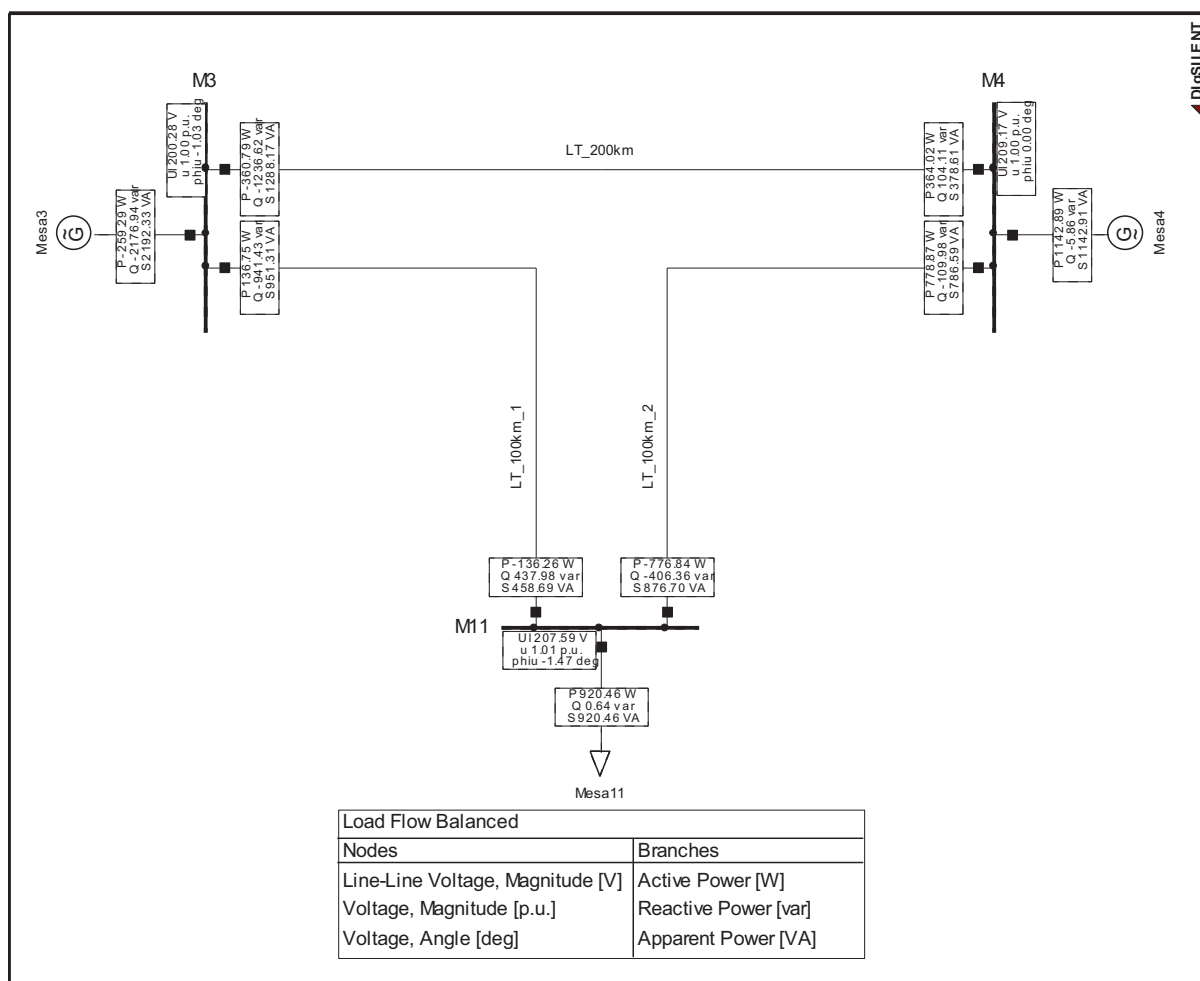 DIgSILENT
M3
M4
Ul 200.28 V
u 1.00 p.u.
phiu -1.03 deg
P -360.79 W
Q -1236.62 var
S 1288.17 VA
LT_200km
P 364.02 W
Q 104.11 var
S 378.61 VA
Ul 209.17 V
u 1.00 p.u.
phiu 0.00 deg
Mesa3
G
P -259.29 W
Q -2176.94 var
S 2192.33 VA
P 136.75 W
Q -941.43 var
S 951.31 VA
P 778.87 W
Q -109.98 var
S 786.59 VA
P 1142.89 W
Q -5.86 var
S 1142.91 VA
G
Mesa4
LT_100km_1
LT_100km_2
P -136.26 W
Q 437.98 var
S 458.69 VA
P -776.84 W
Q -406.36 var
S 876.70 VA
M11
Ul 207.59 V
u 1.01 p.u.
phiu -1.47 deg
P 920.46 W
Q 0.64 var
S 920.46 VA
Mesa11
Load Flow Balanced
Nodes
Branches
Line-Line Voltage, Magnitude [V]
Active Power [W]
Voltage, Magnitude [p.u.]
Reactive Power [var]
Voltage, Angle [deg]
Apparent Power [VA]